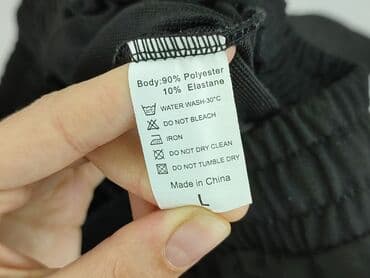 Body:90% Polyester
10% Elastane
WATER WASH-30°C
DO NOT BLEACH
IRON
DO NOT DRY CLEAN
DO NOT TUMBLE DRY
Made in China
L